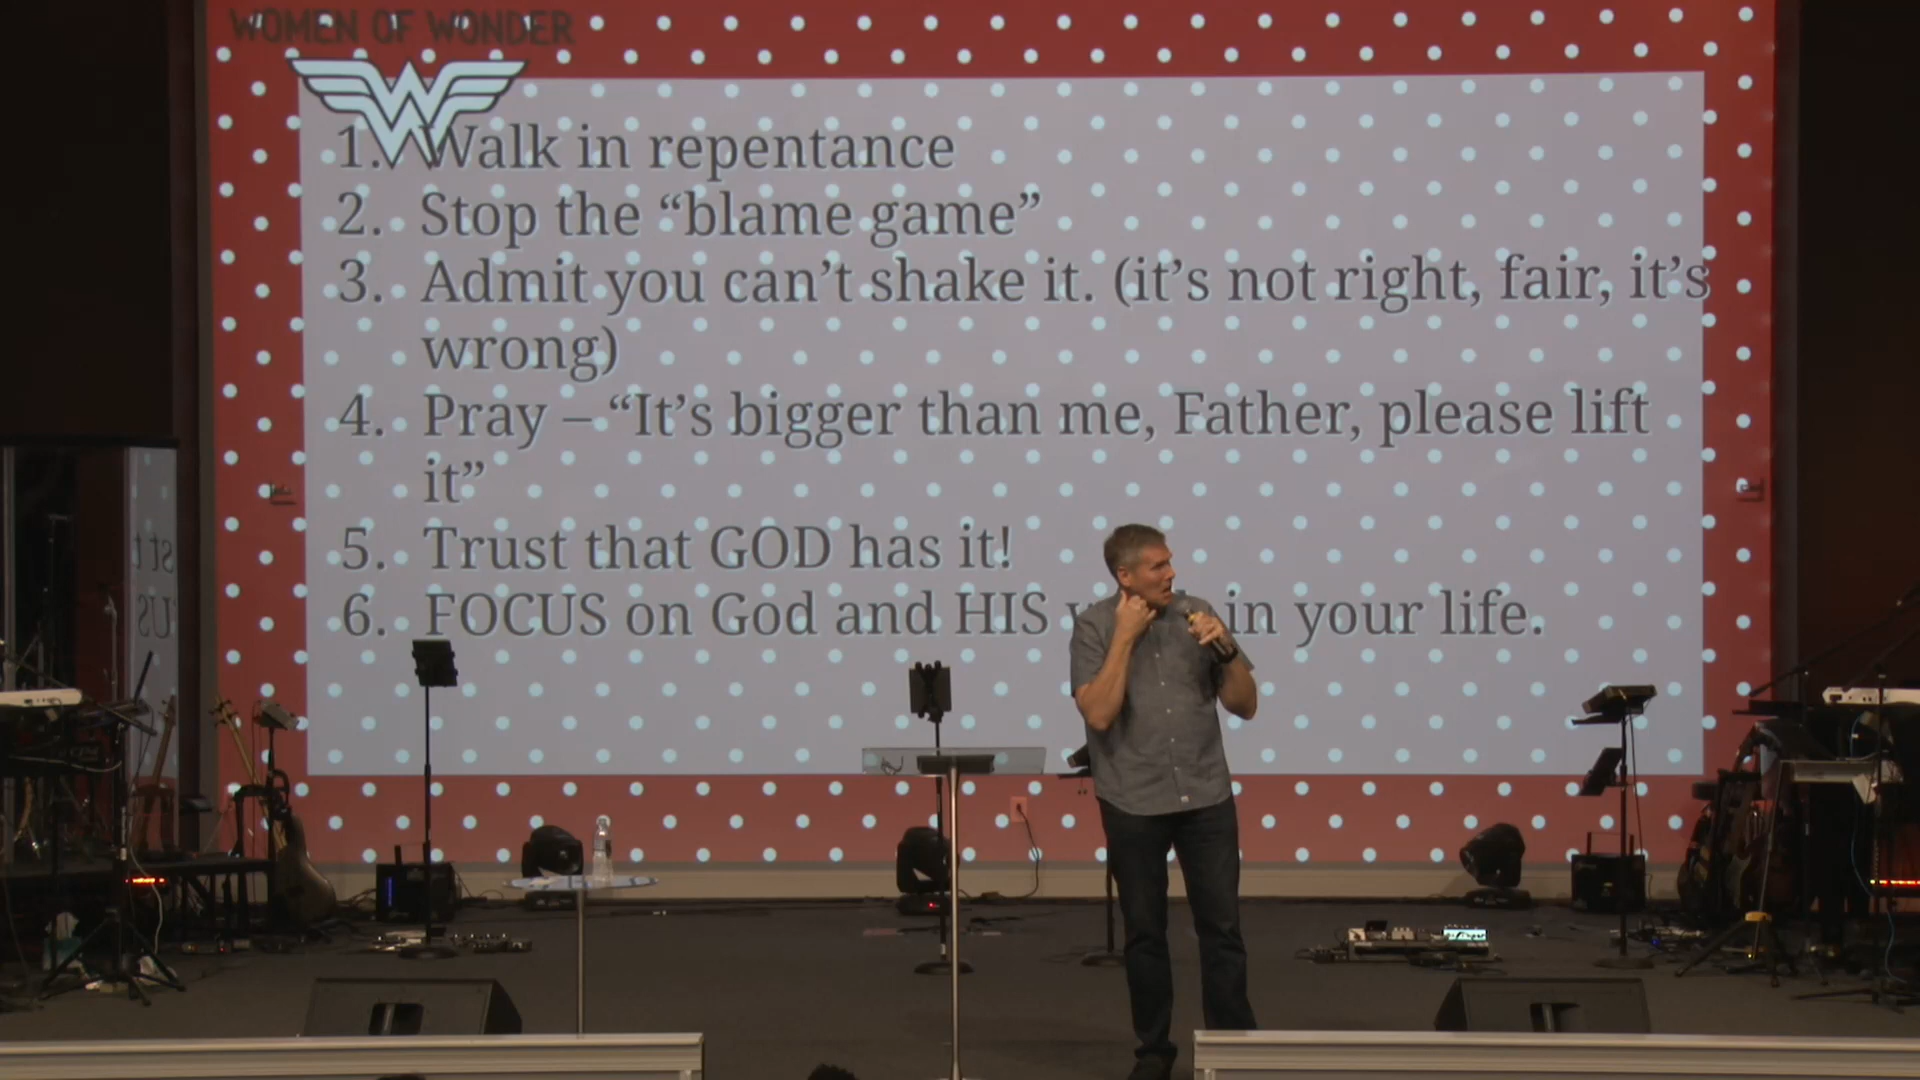 WOMEN OF WONDER
1. Walk in repentance
2. Stop the “blame game”
3. Admit you can’t shake it. (it’s not right, fair, it’s
wrong)
4. Pray – “It’s bigger than me, Father, please lift
it”
5. Trust that GOD has it!
6. FOCUS on God and HIS in your life.